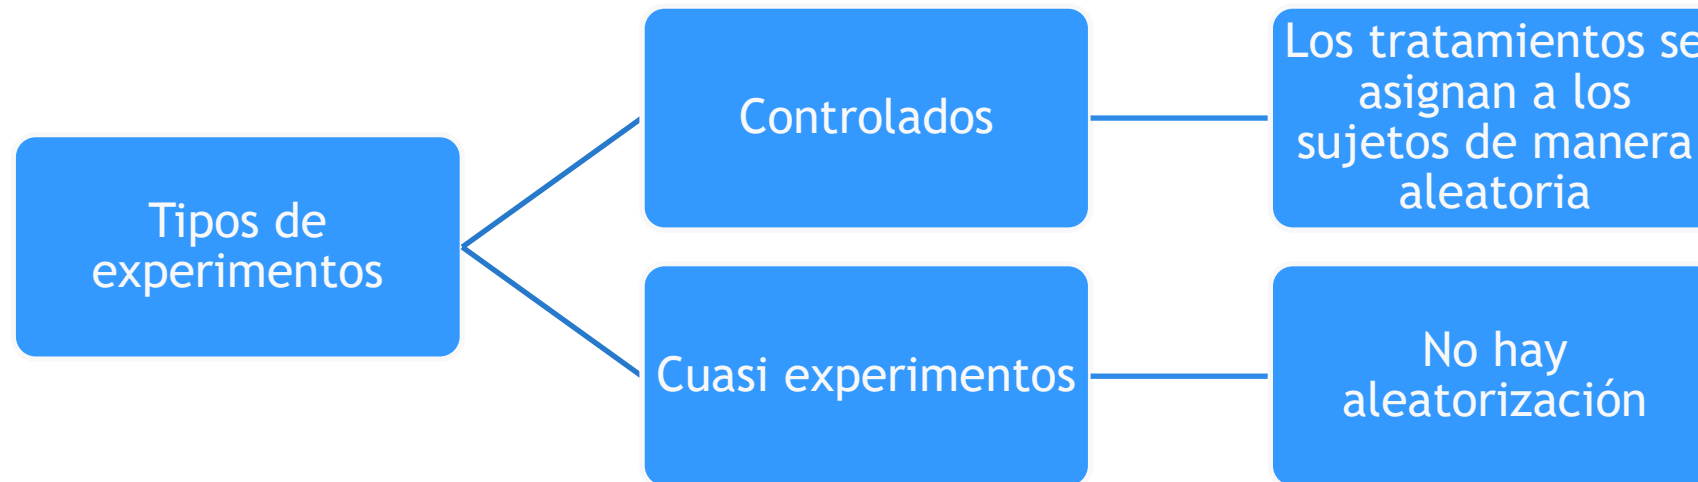 Tipos de
experimentos
Controlados
Los tratamientos se
asignan a los
sujetos de manera
aleatoria
Cuasi experimentos
No hay
aleatorización